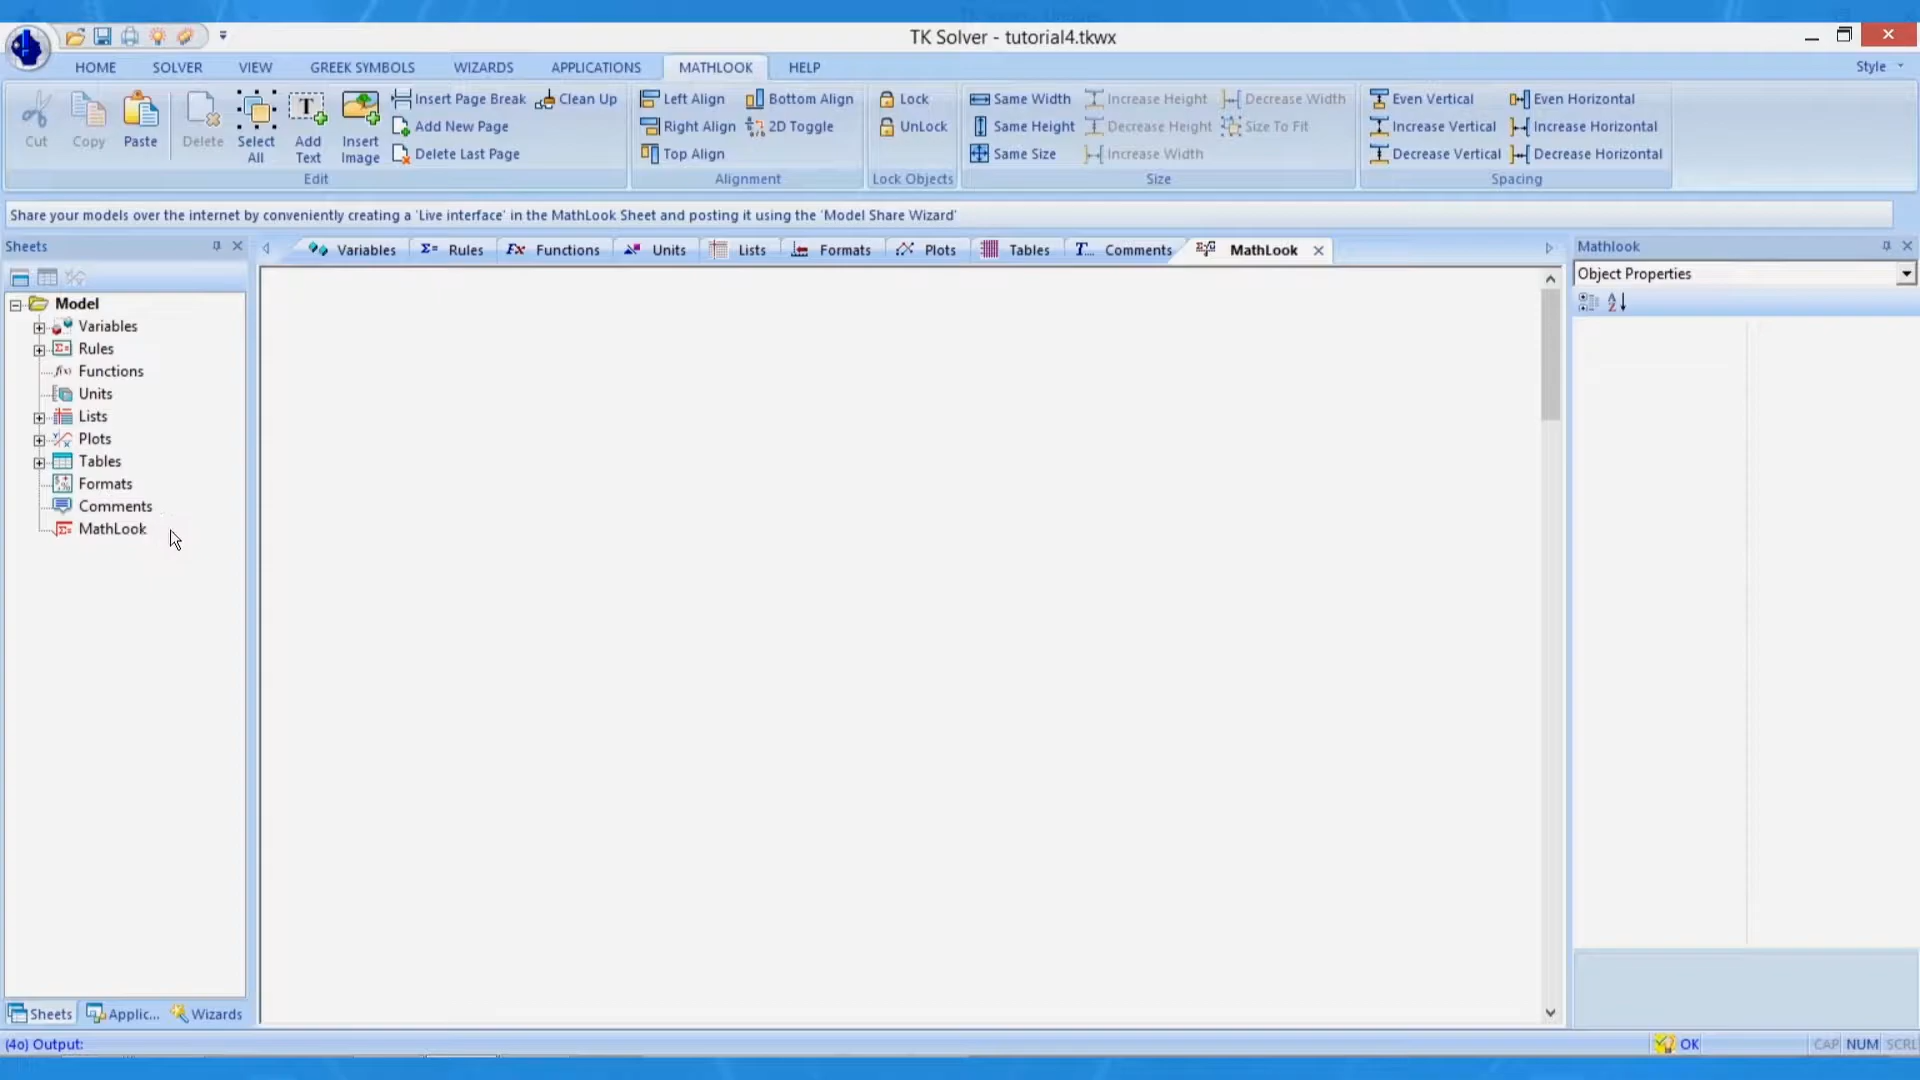 TK Solver - tutorial4.tkwx
HOME SOLVER VIEW GREEK SYMBOLS WIZARDS APPLICATIONS MATHLOOK HELP Style
Cut Copy Paste Delete Select All Add Text Insert Image
Insert Page Break Clean Up
Add New Page
Delete Last Page
Edit
Left Align Bottom Align
Right Align 2D Toggle
Top Align
Alignment
Lock
UnLock
Lock Objects
Same Width Increase Height Decrease Width
Same Height Decrease Height Size To Fit
Same Size Increase Width
Size
Even Vertical Even Horizontal
Increase Vertical Increase Horizontal
Decrease Vertical Decrease Horizontal
Spacing
Share your models over the internet by conveniently creating a 'Live interface' in the MathLook Sheet and posting it using the 'Model Share Wizard'
Sheets
Variables Rules Functions Units Lists Formats Plots Tables Comments MathLook
Mathlook
Object Properties
Model
Variables
Rules
Functions
Units
Lists
Plots
Tables
Formats
Comments
MathLook
Sheets Applic... Wizards
(4o) Output:
OK CAP NUM SCRL